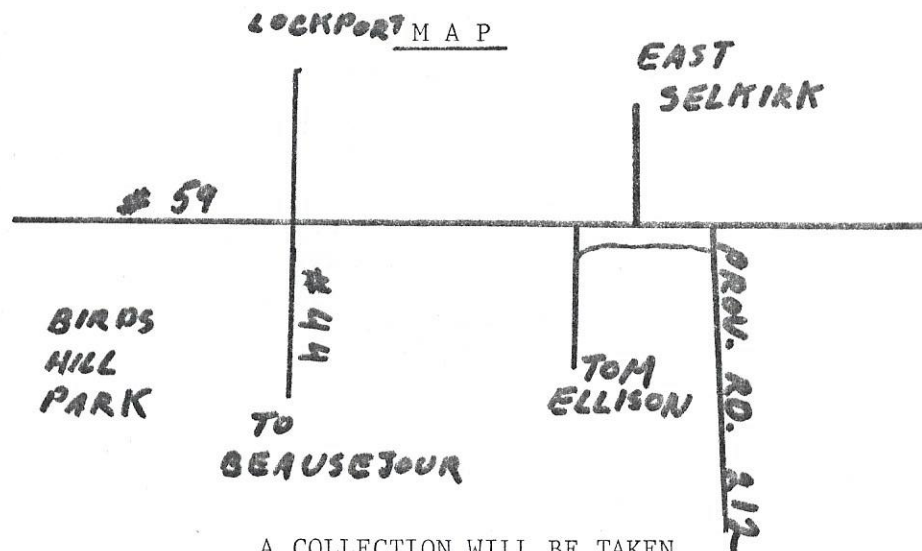 LOCKPORT
MAP
EAST
SELKIRK
# 59
# 44
BIRDS
HILL
PARK
TO
BEAUSEJOUR
TOM
ELLISON
PROV. RD. 212
A COLLECTION WILL BE TAKEN